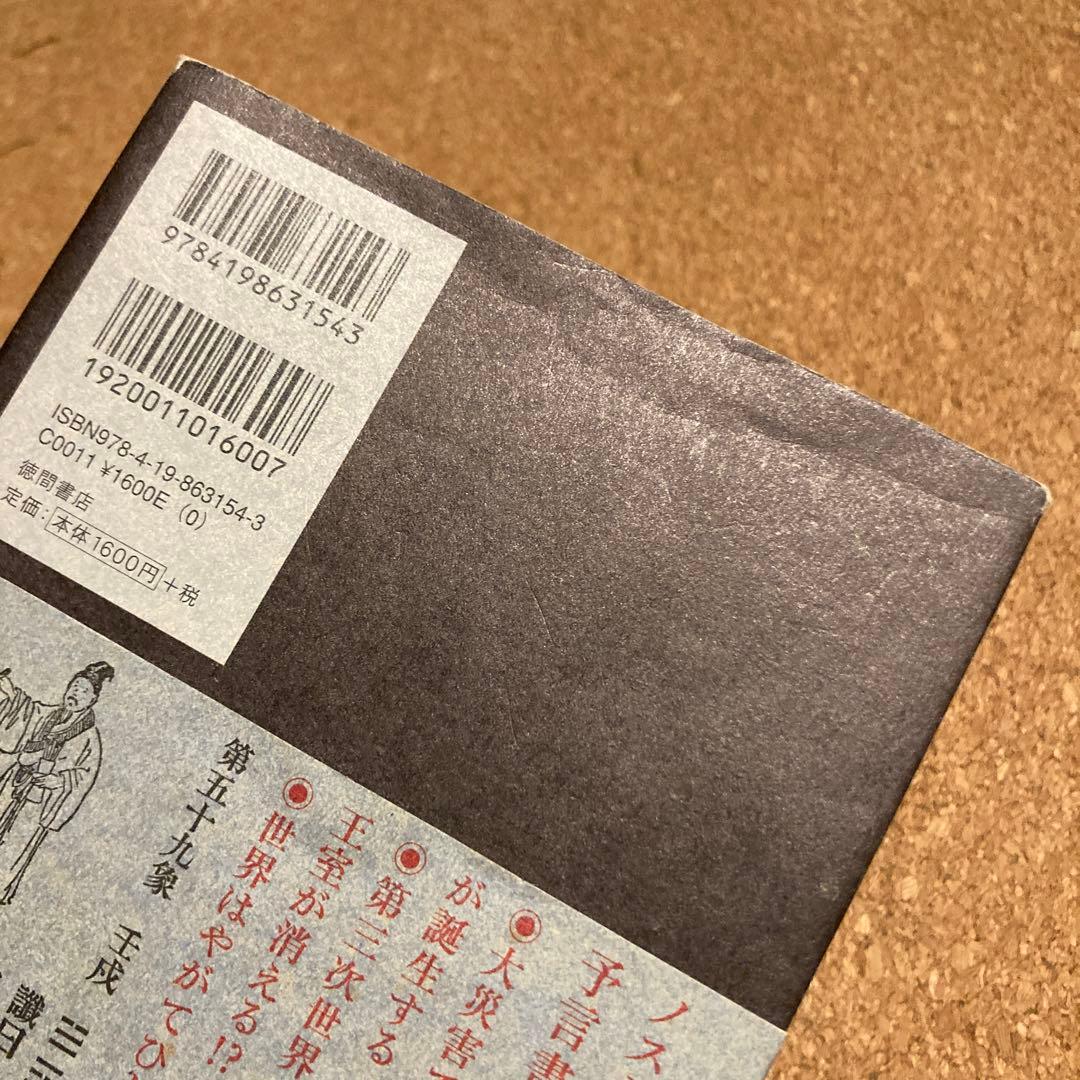 9784198631543
1920011016007
ISBN978-4-19-863154-3
C0011 ¥1600E (0)
徳間書店
定価:本体1600円+税
ノス
予言書
●大災害
が誕生する
●第三次世界
王室が消える!?
●世界はやがてひ
第五十九象
壬戌
讖曰